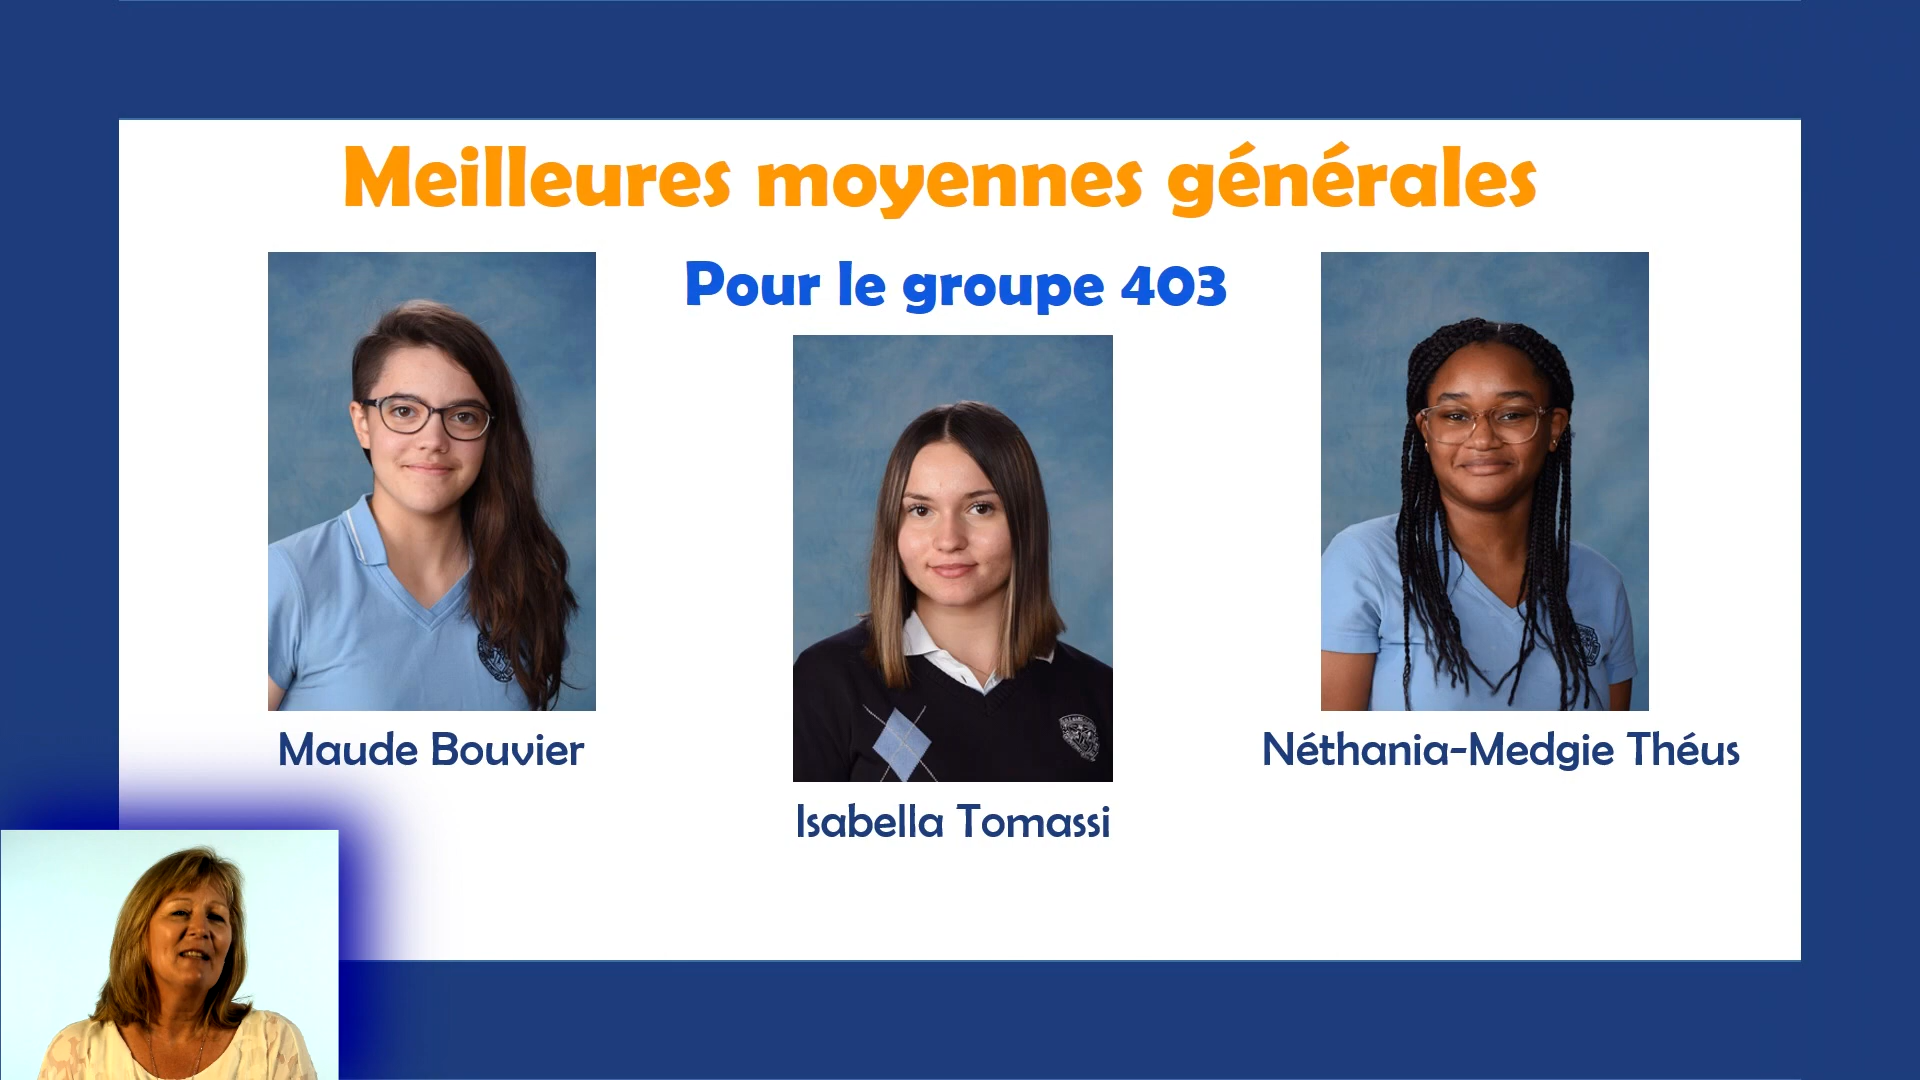 Meilleures moyennes générales
Pour le groupe 403
Maude Bouvier
Isabella Tomassi
Néthania-Medgie Théus